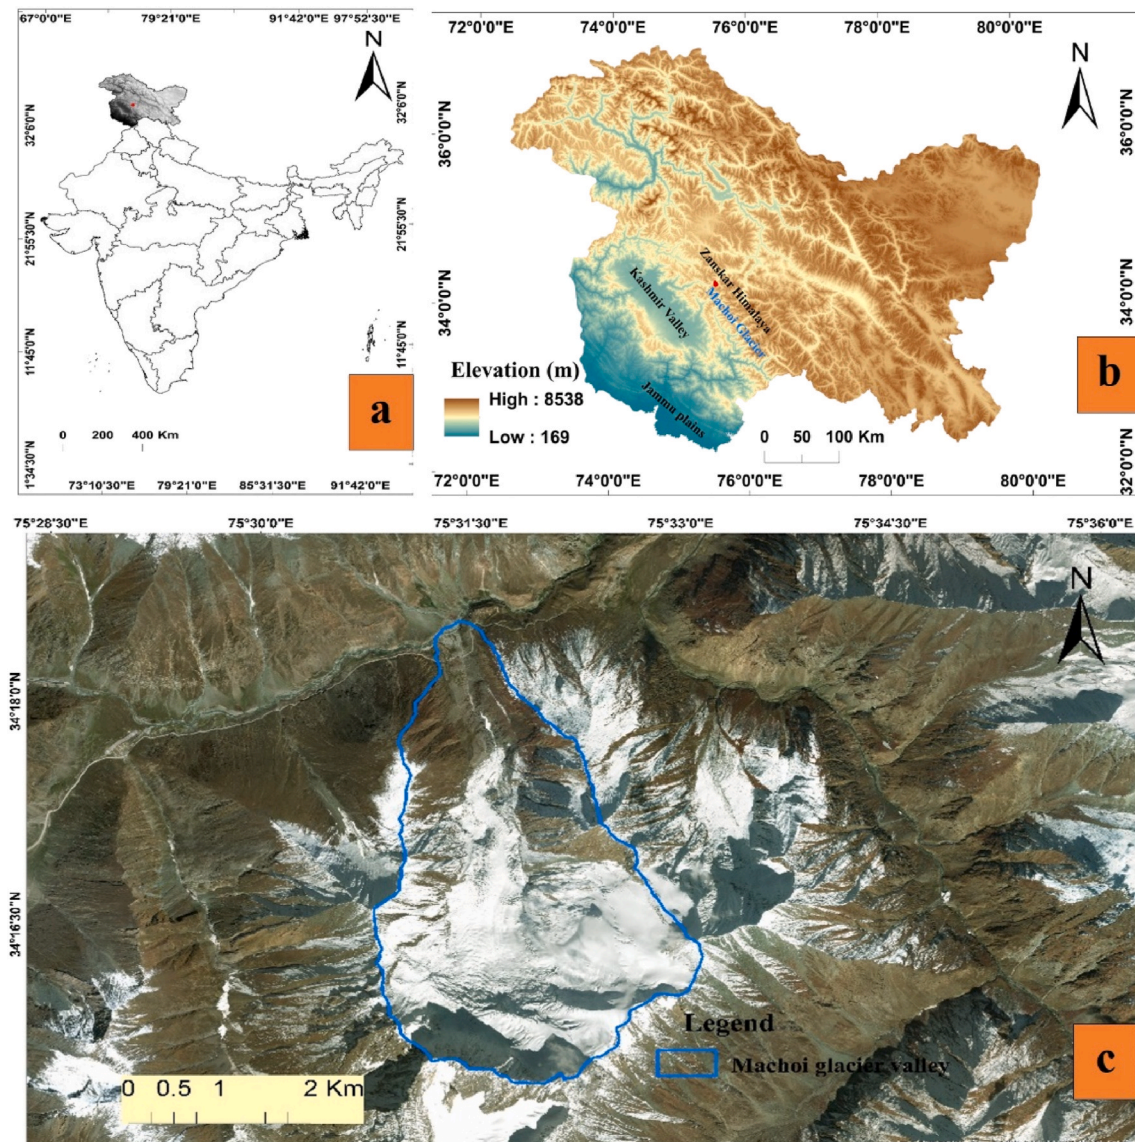 67°0'0"E 79°21'0"E 91°42'0"E 97°52'30"E
N
32°6'0"N
32°6'0"N
21°55'30"N
21°55'30"N
11°45'0"N
11°45'0"N
1°34'30"N
a
0 200 400 Km
73°10'30"E 79°21'0"E 85°31'30"E 91°42'0"E
72°0'0"E 74°0'0"E 76°0'0"E 78°0'0"E 80°0'0"E
N
36°0'0"N
36°0'0"N
34°0'0"N
34°0'0"N
32°0'0"N
Zanskar Himalaya
Machoi Glacier
Kashmir Valley
Jammu plains
Elevation (m)
High : 8538
Low : 169
0 50 100 Km
b
72°0'0"E 74°0'0"E 76°0'0"E 78°0'0"E 80°0'0"E
75°28'30"E 75°30'0"E 75°31'30"E 75°33'0"E 75°34'30"E 75°36'0"E
N
34°18'0"N
34°16'30"N
Legend
Machoi glacier valley
0 0.5 1 2 Km
c